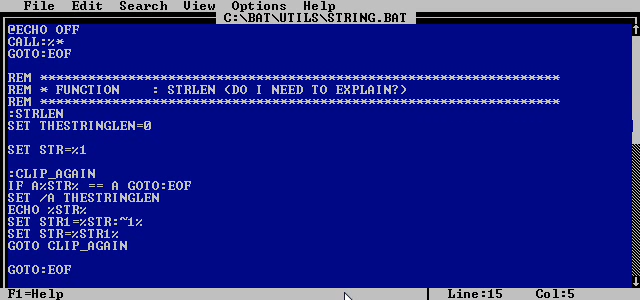 File Edit Search View Options Help
C:\BAT\UTILS\STRING.BAT
@ECHO OFF
CALL:%*
GOTO:EOF
REM *****************************************************************
REM * FUNCTION    : STRLEN (DO I NEED TO EXPLAIN?)
REM *****************************************************************
:STRLEN
SET THESTRINGLEN=0
SET STR=%1
:CLIP_AGAIN
IF A%STR% == A GOTO:EOF
SET /A THESTRINGLEN
ECHO %STR%
SET STR1=%STR:~1%
SET STR=%STR1%
GOTO CLIP_AGAIN
GOTO:EOF
F1=Help Line:15 Col:5